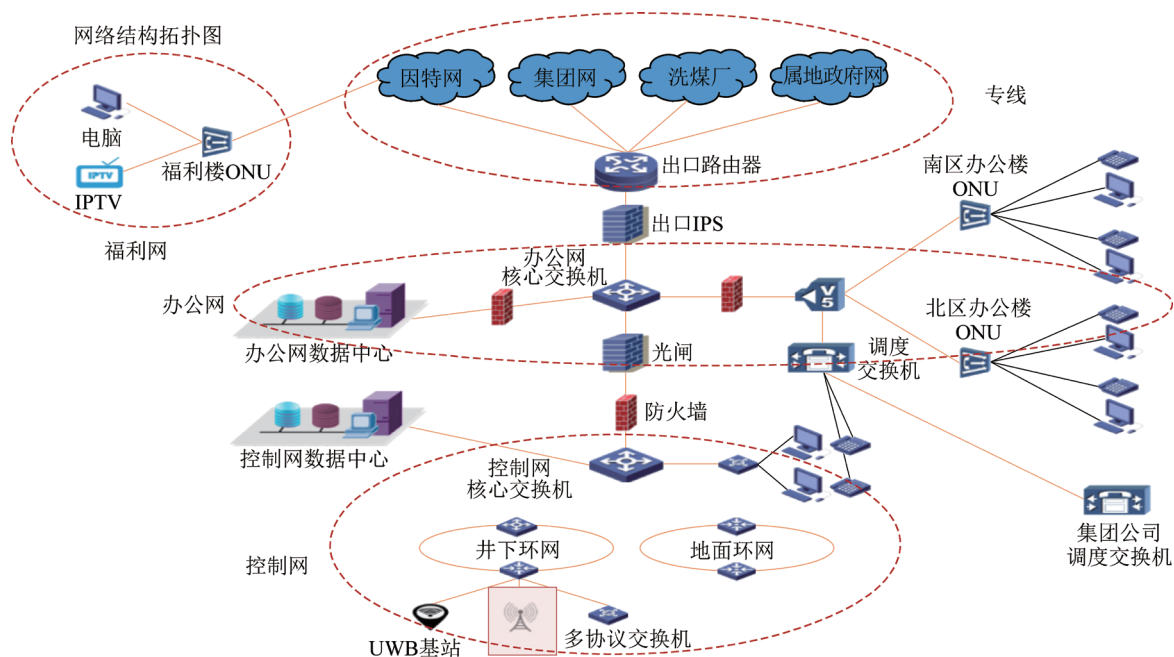 网络结构拓扑图
因特网
集团网
洗煤厂
属地政府网
专线
电脑
福利楼ONU
IPTV
IPTV
福利网
出口路由器
出口IPS
南区办公楼
ONU
办公网
核心交换机
办公网
V
5
办公网数据中心
光闸
调度
交换机
北区办公楼
ONU
防火墙
控制网数据中心
控制网
核心交换机
集团公司
调度交换机
井下环网
地面环网
控制网
UWB基站
多协议交换机